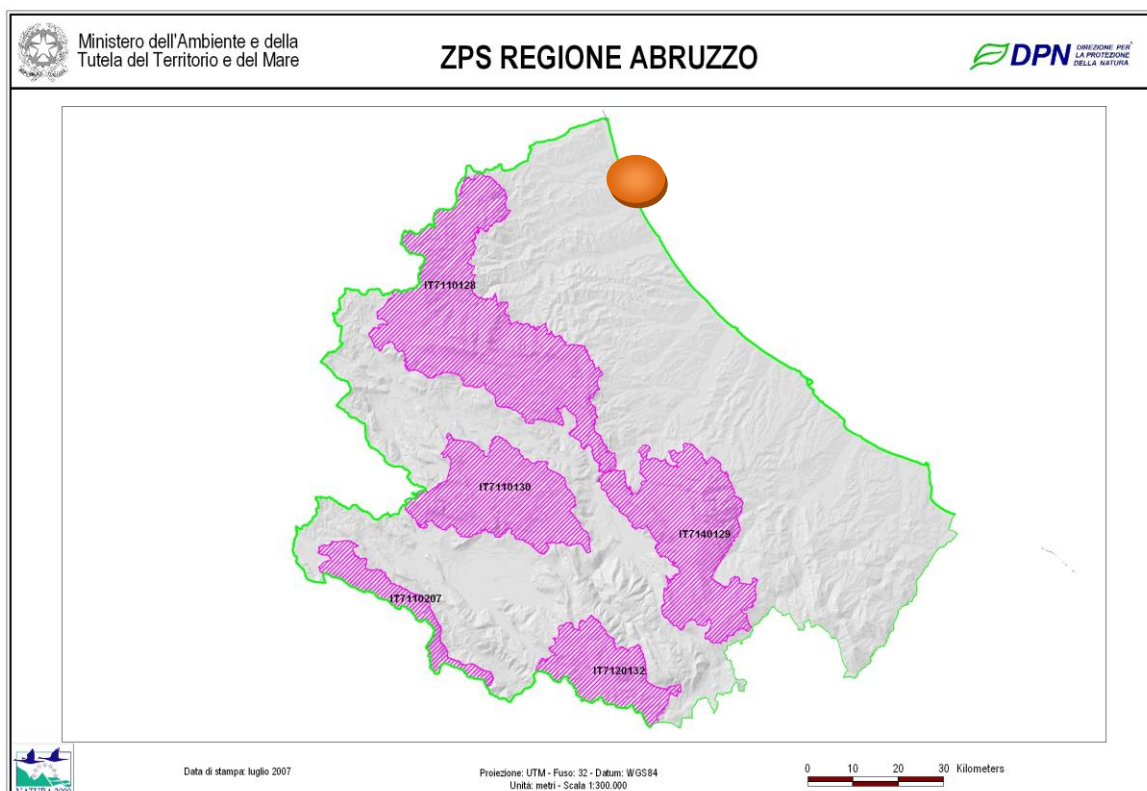 Ministero dell'Ambiente e della
Tutela del Territorio e del Mare
ZPS REGIONE ABRUZZO
DPN
DIREZIONE PER
LA PROTEZIONE
DELLA NATURA
IT7110128
IT7110130
IT7140129
IT7110207
IT7120132
Data di stampa: luglio 2007
Proiezione: UTM - Fuso: 32 - Datum: WGS84
Unità: metri - Scala 1:300.000
0 10 20 30 Kilometers
NATURA 2000